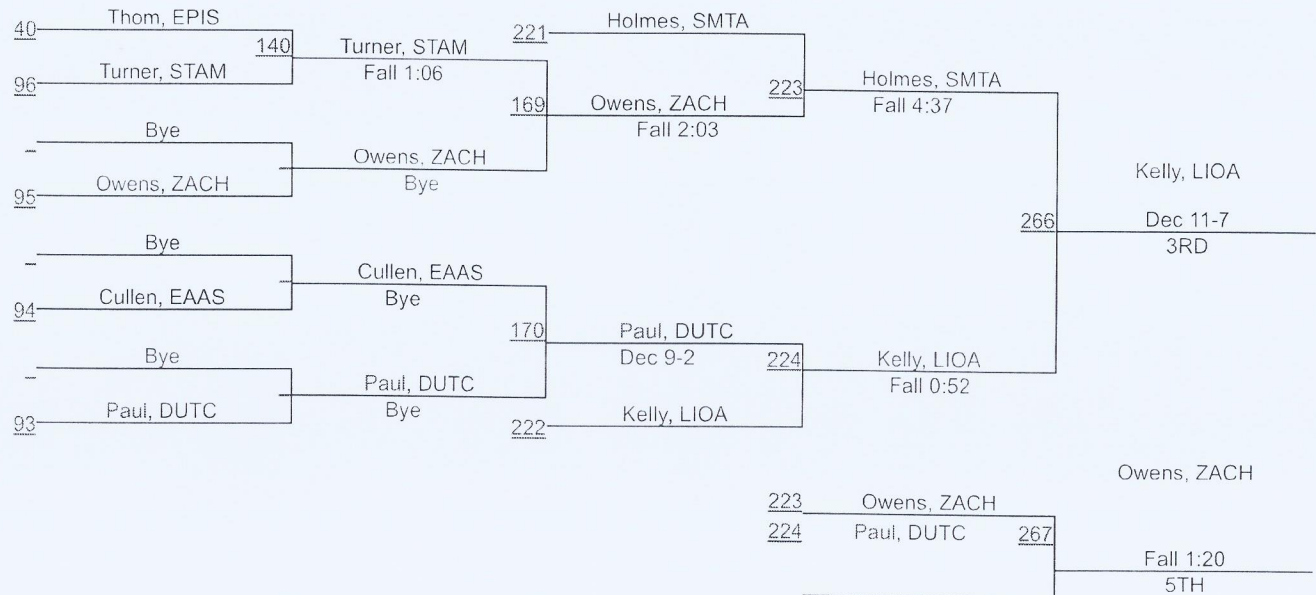 40 Thom, EPIS
140
96 Turner, STAM
Turner, STAM
Fall 1:06
Bye
95 Owens, ZACH
Owens, ZACH
Bye
169
Bye
94 Cullen, EAAS
Cullen, EAAS
Bye
Bye
93 Paul, DUTC
Paul, DUTC
Bye
170
221 Holmes, SMTA
Owens, ZACH
Fall 2:03
223
Holmes, SMTA
Fall 4:37
Paul, DUTC
Dec 9-2
224
222 Kelly, LIOA
Kelly, LIOA
Fall 0:52
266
Kelly, LIOA
Dec 11-7
3RD
223 Owens, ZACH
224 Paul, DUTC
267
Owens, ZACH
Fall 1:20
5TH